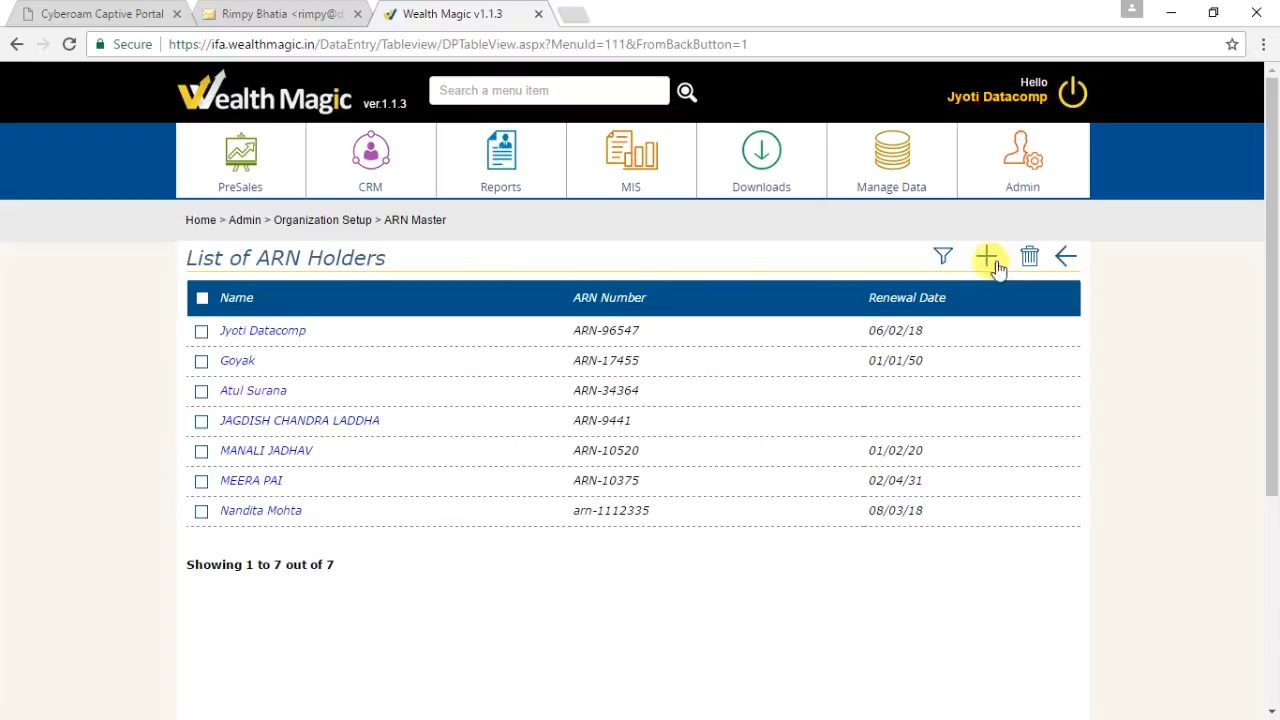 Cyberoam Captive Portal
Rimpy Bhatia <rimpy@d
Wealth Magic v1.1.3
Secure
https://ifa.wealthmagic.in/DataEntry/Tableview/DPTableView.aspx?MenuId=111&FromBackButton=1
Wealth Magic ver.1.1.3
Search a menu item
Hello
Jyoti Datacomp
PreSales CRM Reports MIS Downloads Manage Data Admin
Home > Admin > Organization Setup > ARN Master
List of ARN Holders
Name ARN Number Renewal Date
Jyoti Datacomp ARN-96547 06/02/18
Goyak ARN-17455 01/01/50
Atul Surana ARN-34364
JAGDISH CHANDRA LADDHA ARN-9441
MANALI JADHAV ARN-10520 01/02/20
MEERA PAI ARN-10375 02/04/31
Nandita Mohta arn-1112335 08/03/18
Showing 1 to 7 out of 7